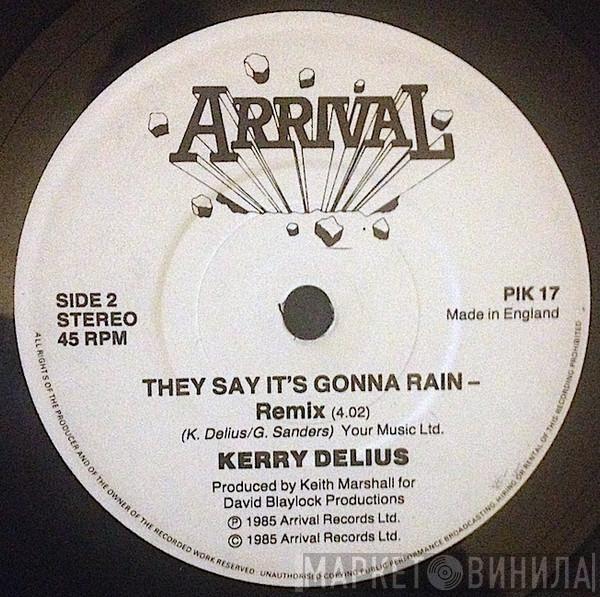 ARRIVAL
SIDE 2
STEREO
45 RPM
PIK 17
Made in England
THEY SAY IT'S GONNA RAIN –
Remix (4.02)
(K. Delius/G. Sanders) Your Music Ltd.
KERRY DELIUS
Produced by Keith Marshall for
David Blaylock Productions
℗ 1985 Arrival Records Ltd.
© 1985 Arrival Records Ltd.
ALL RIGHTS OF THE PRODUCER AND OF THE OWNER OF THE RECORDED WORK RESERVED · UNAUTHORISED COPYING PUBLIC PERFORMANCE BROADCASTING, HIRING OR RENTAL OF THIS RECORDING PROHIBITED
МАРКЕТ ВИНИЛА